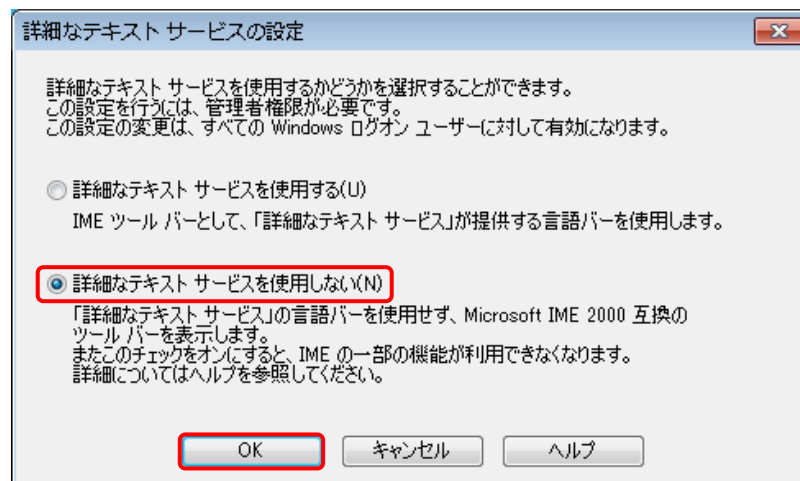 詳細なテキスト サービスの設定
詳細なテキスト サービスを使用するかどうかを選択することができます。
この設定を行うには、管理者権限が必要です。
この設定の変更は、すべての Windows ログオン ユーザーに対して有効になります。
詳細なテキスト サービスを使用する(U)
IME ツール バーとして、「詳細なテキスト サービス」が提供する言語バーを使用します。
詳細なテキスト サービスを使用しない(N)
「詳細なテキスト サービス」の言語バーを使用せず、Microsoft IME 2000 互換の
ツール バーを表示します。
またこのチェックをオンにすると、IME の一部の機能が利用できなくなります。
詳細についてはヘルプを参照してください。
OK キャンセル ヘルプ